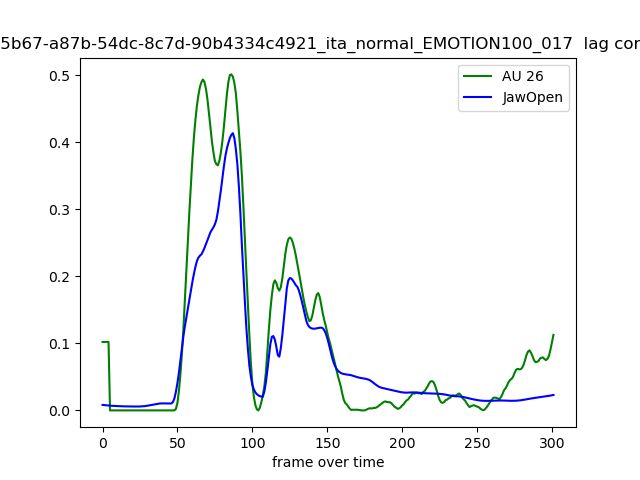 5b67-a87b-54dc-8c7d-90b4334c4921_ita_normal_EMOTION100_017 lag cor
AU 26
JawOpen
0.5
0.4
0.3
0.2
0.1
0.0
0 50 100 150 200 250 300
frame over time